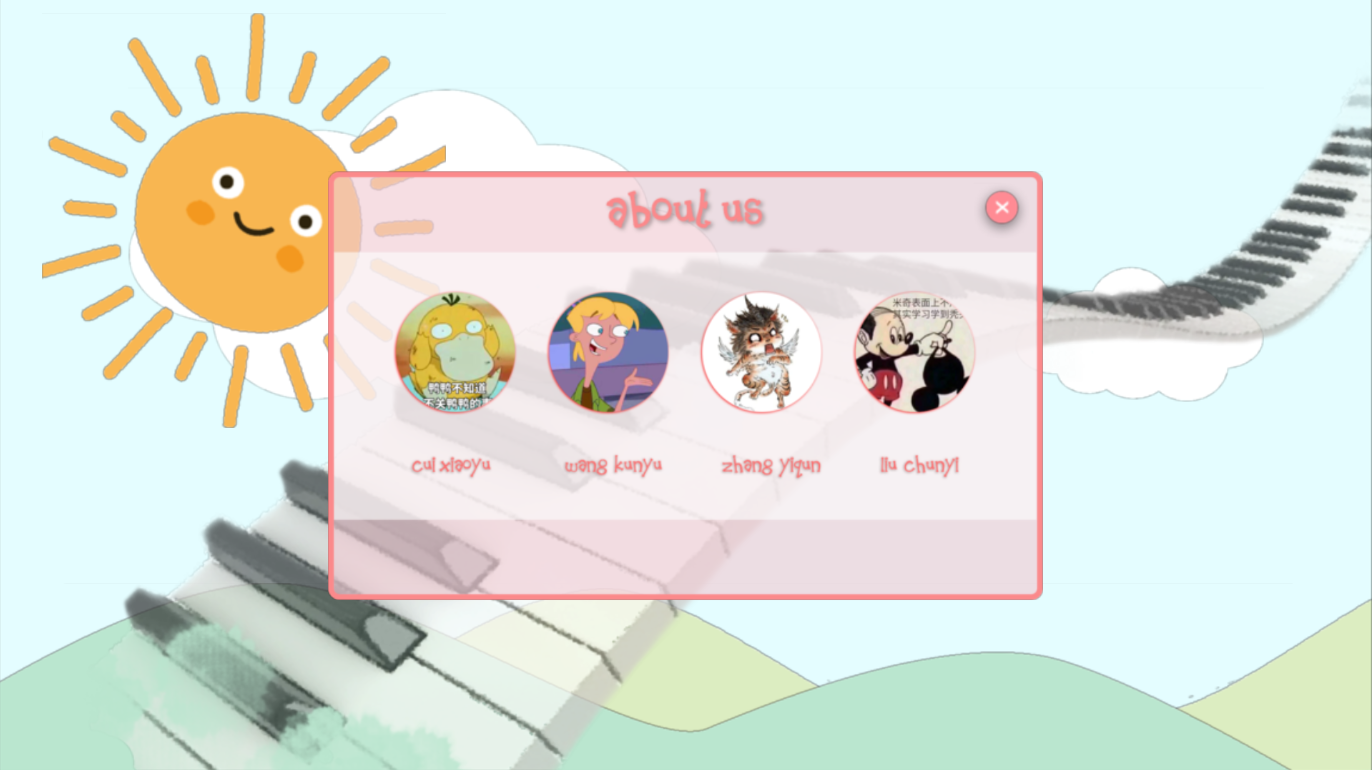 about us
鸭鸭不知道
不关鸭鸭的
米奇表面上不
其实学习学到秃
cui xiaoyu
wang kunyu
zhang yiqun
liu chunyi